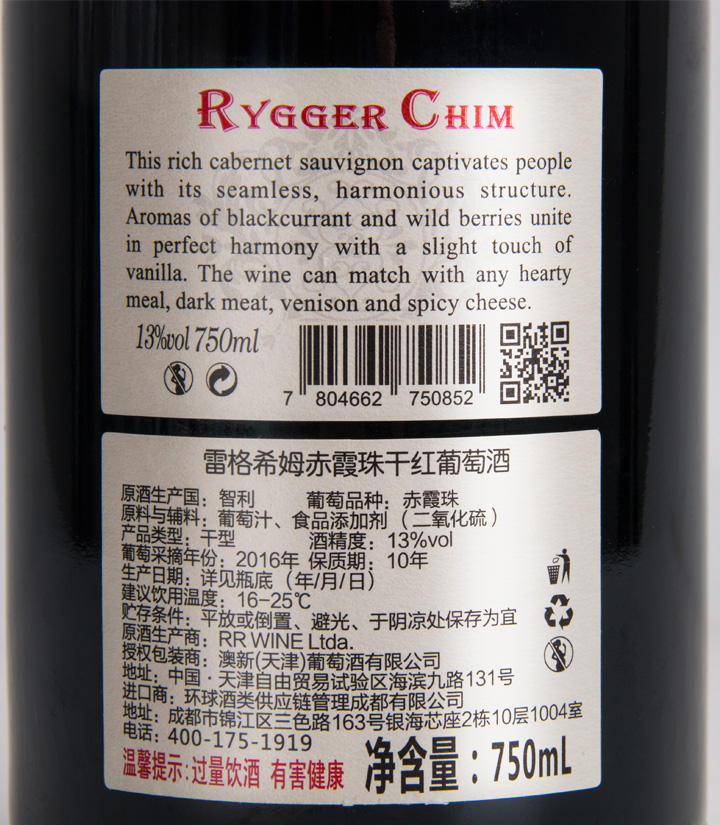 RYGGER CHIM
This rich cabernet sauvignon captivates people
with its seamless, harmonious structure.
Aromas of blackcurrant and wild berries unite
in perfect harmony with a slight touch of
vanilla. The wine can match with any hearty
meal, dark meat, venison and spicy cheese.
13%vol 750ml
7 804662 750852
雷格希姆赤霞珠干红葡萄酒
原酒生产国：智利 葡萄品种：赤霞珠
原料与辅料：葡萄汁、食品添加剂（二氧化硫）
产品类型：干型 酒精度：13%vol
葡萄采摘年份：2016年 保质期：10年
生产日期：详见瓶底（年/月/日）
建议饮用温度：16-25℃
贮存条件：平放或倒置、避光、于阴凉处保存为宜
原酒生产商：RR WINE Ltda.
授权包装商：澳新(天津)葡萄酒有限公司
地址：中国·天津自由贸易试验区海滨九路131号
进口商：环球酒类供应链管理成都有限公司
地址：成都市锦江区三色路163号银海芯座2栋10层1004室
电话：400-175-1919
温馨提示:过量饮酒 有害健康
净含量：750mL